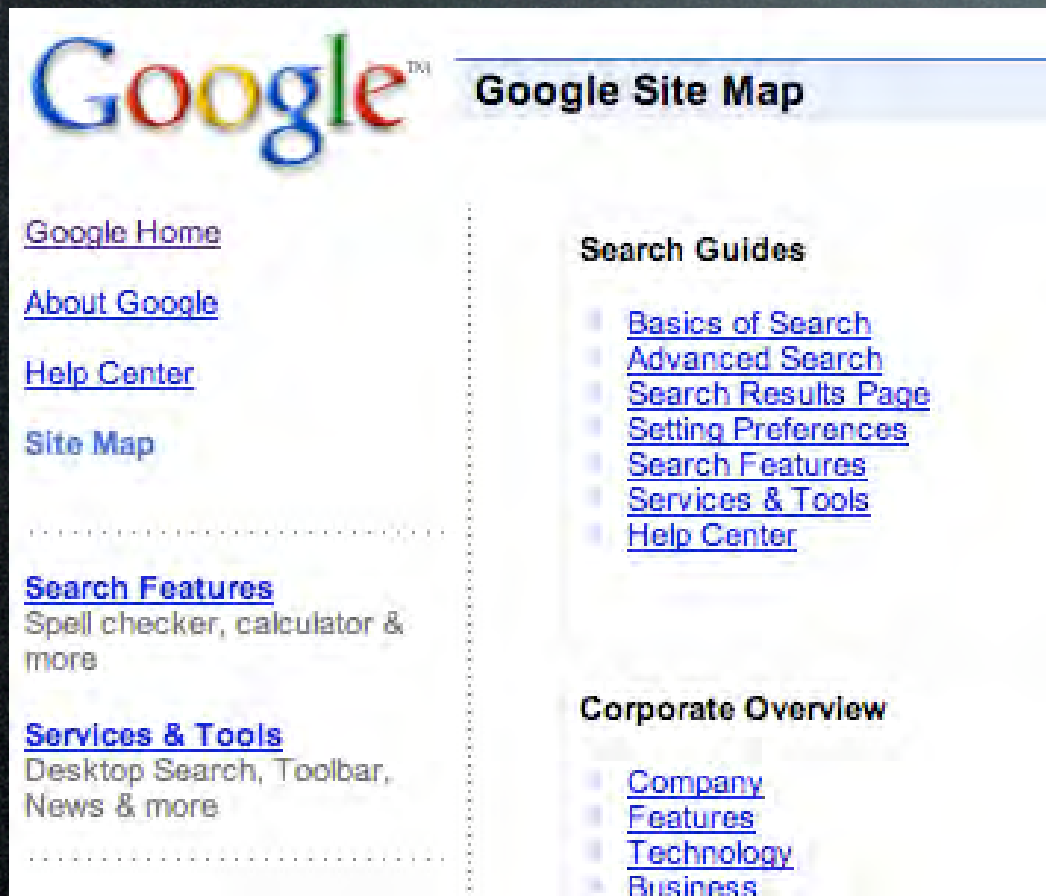 Google™
Google Site Map
Google Home
About Google
Help Center
Site Map
Search Features
Spell checker, calculator &
more
Services & Tools
Desktop Search, Toolbar,
News & more
Search Guides
Basics of Search
Advanced Search
Search Results Page
Setting Preferences
Search Features
Services & Tools
Help Center
Corporate Overview
Company
Features
Technology
Business